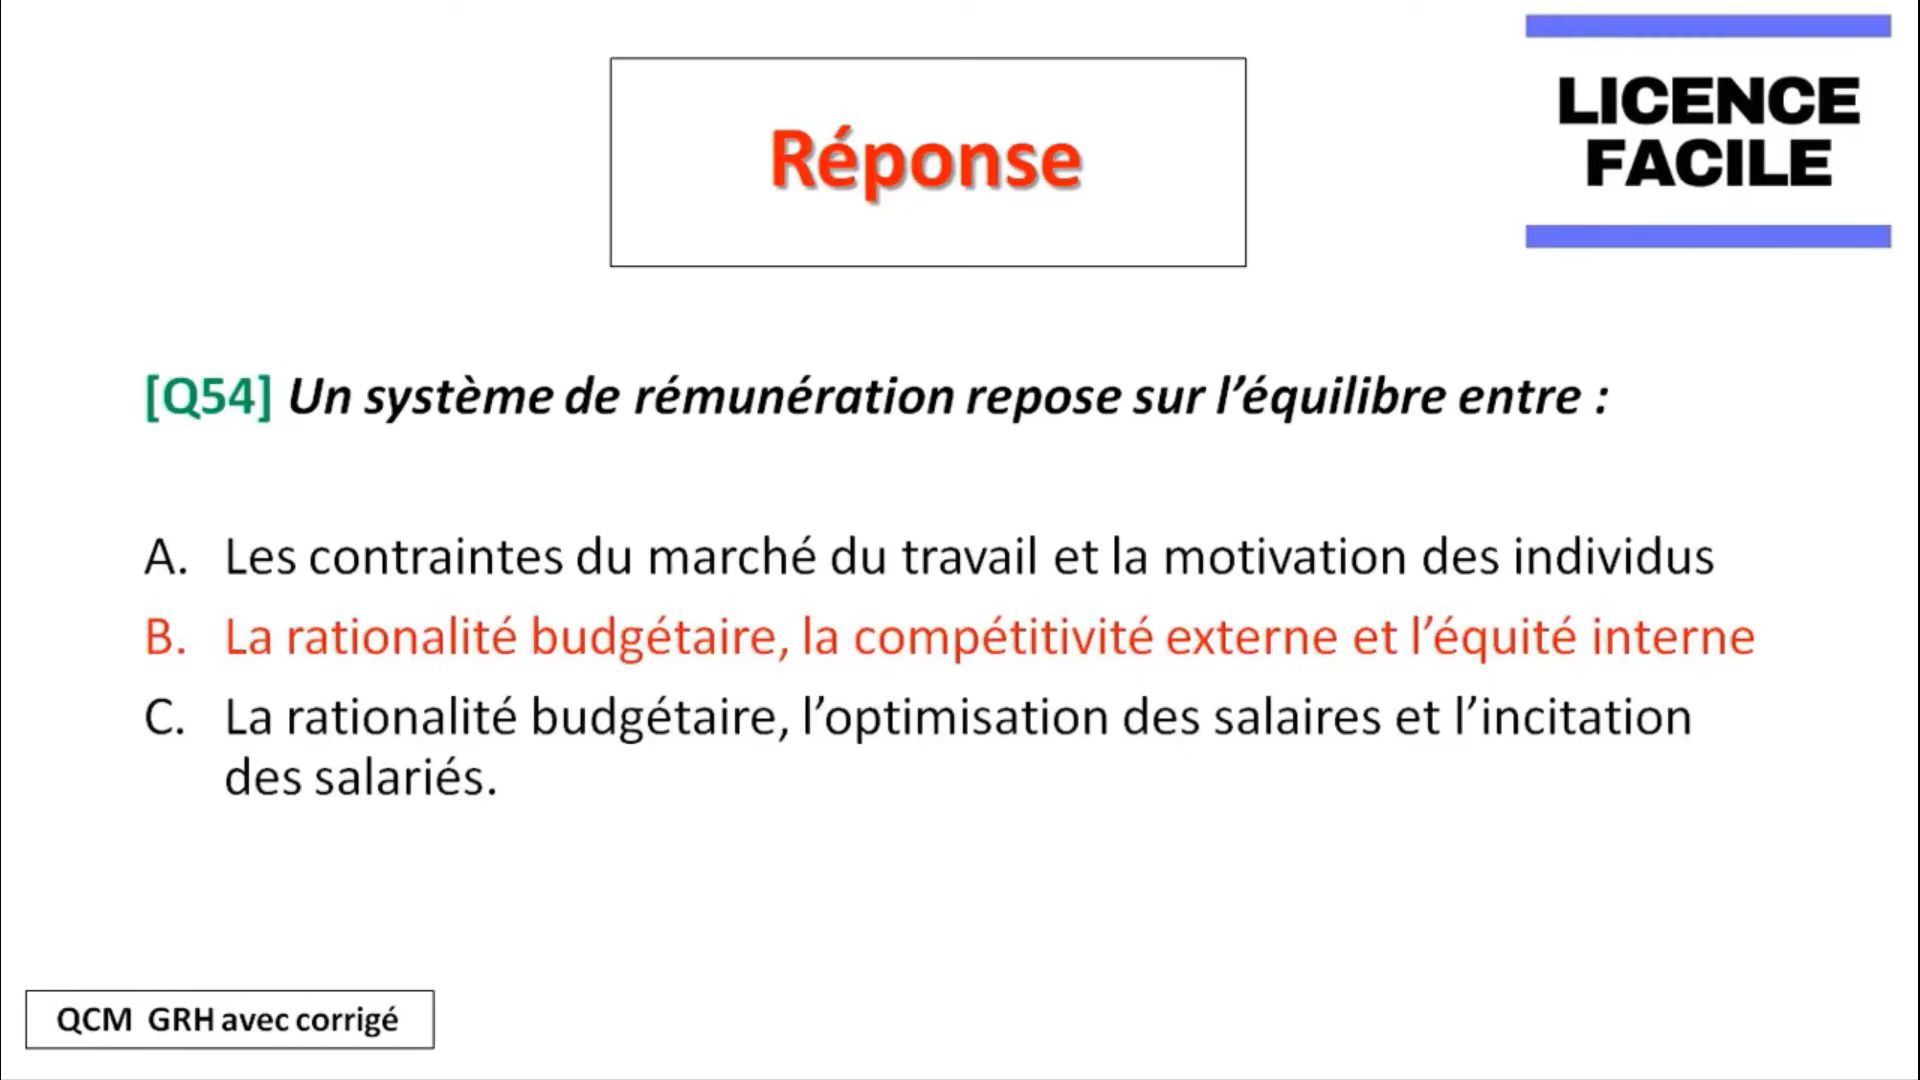 LICENCE
FACILE
Réponse
[Q54] Un système de rémunération repose sur l’équilibre entre :
A. Les contraintes du marché du travail et la motivation des individus
B. La rationalité budgétaire, la compétitivité externe et l’équité interne
C. La rationalité budgétaire, l’optimisation des salaires et l’incitation
des salariés.
QCM GRH avec corrigé